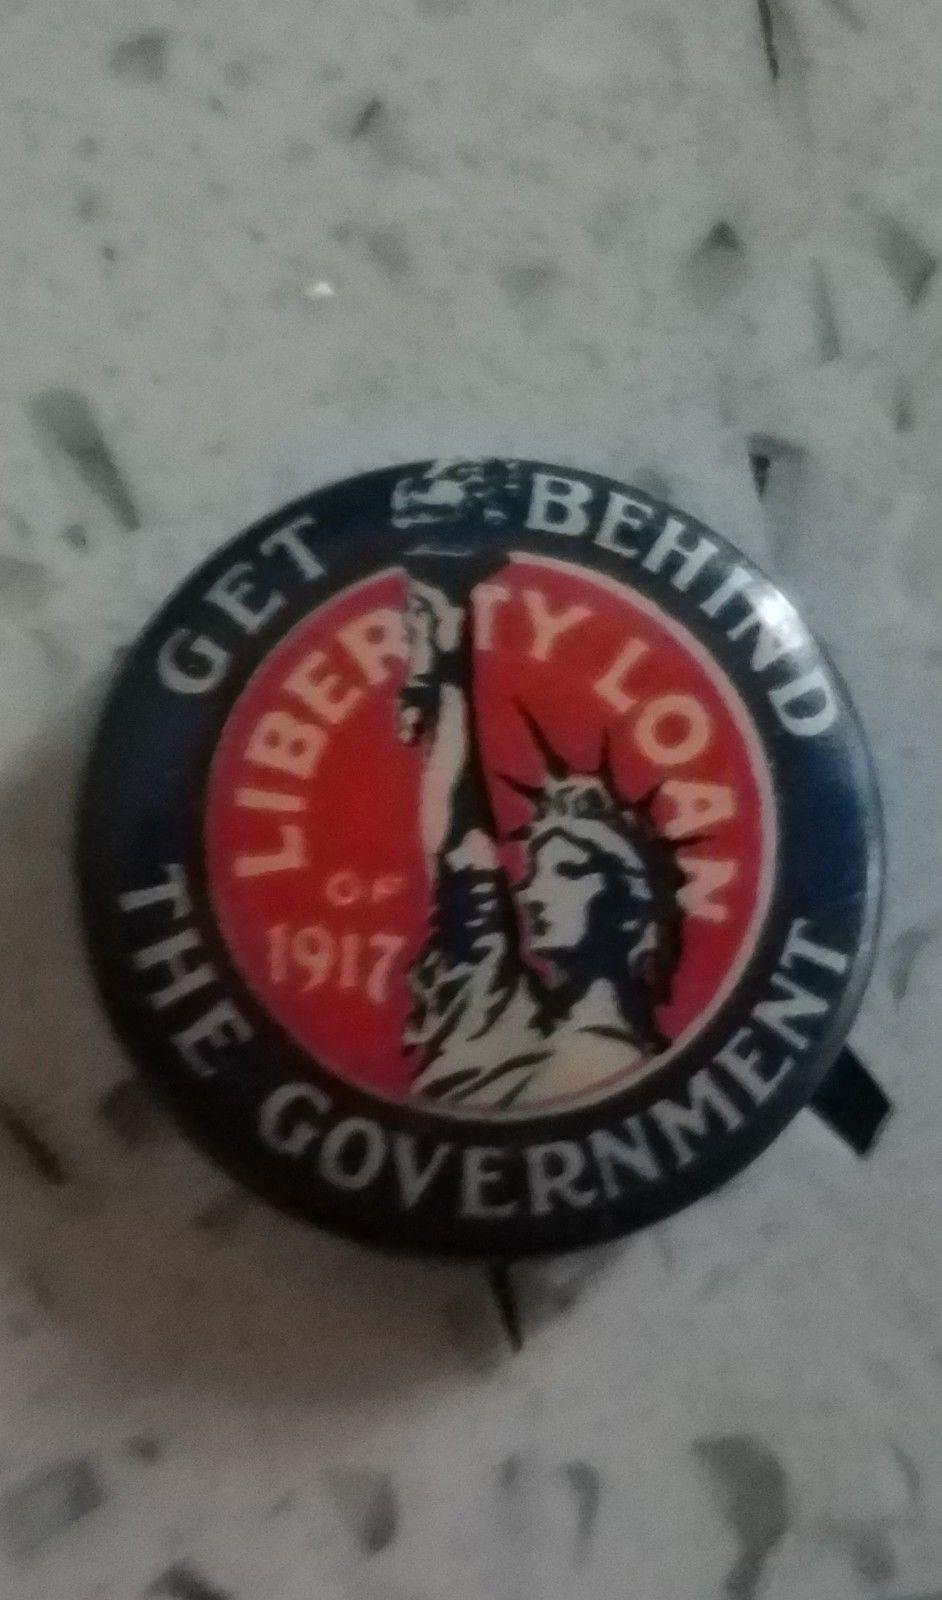 GET BEHIND
THE GOVERNMENT
LIBERTY LOAN
OF
1917